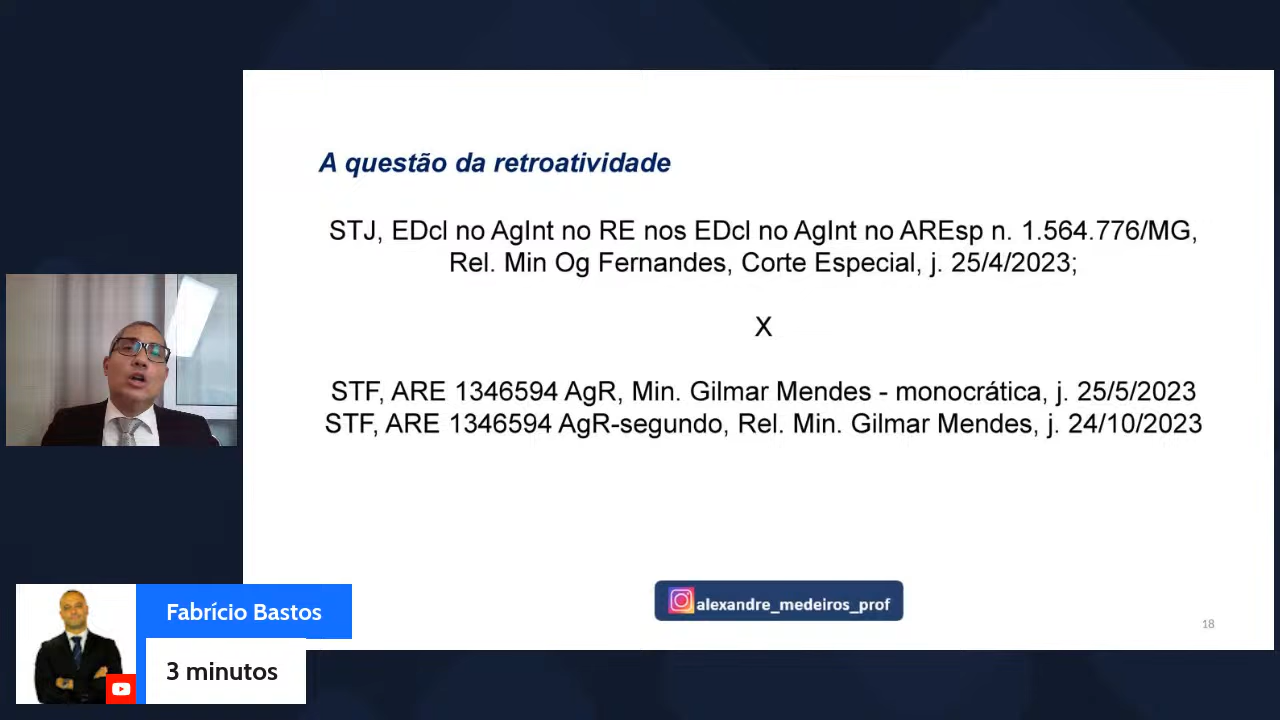 A questão da retroatividade
STJ, EDcl no AgInt no RE nos EDcl no AgInt no AREsp n. 1.564.776/MG,
Rel. Min Og Fernandes, Corte Especial, j. 25/4/2023;
X
STF, ARE 1346594 AgR, Min. Gilmar Mendes - monocrática, j. 25/5/2023
STF, ARE 1346594 AgR-segundo, Rel. Min. Gilmar Mendes, j. 24/10/2023
alexandre_medeiros_prof
18
Fabrício Bastos
3 minutos